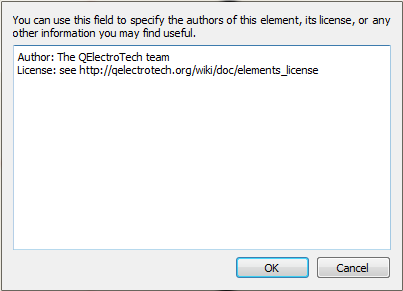 You can use this field to specify the authors of this element, its license, or any
other information you may find useful.
Author: The QElectroTech team
License: see http://qelectrotech.org/wiki/doc/elements_license
OK
Cancel